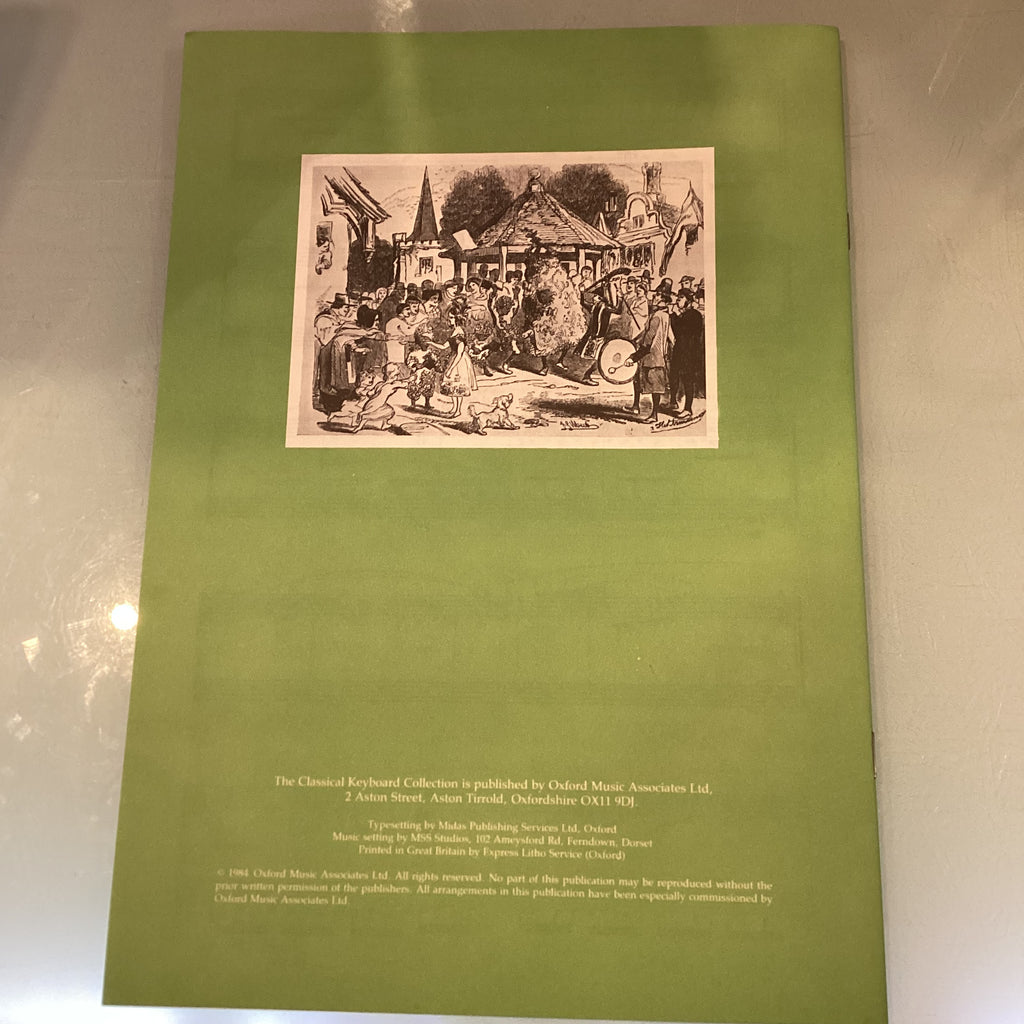 The Classical Keyboard Collection is published by Oxford Music Associates Ltd,
2 Aston Street, Aston Tirrold, Oxfordshire OX11 9DJ.
Typesetting by Midas Publishing Services Ltd, Oxford
Music setting by MSS Studios, 102 Ameysford Rd, Ferndown, Dorset
Printed in Great Britain by Express Litho Service (Oxford)
© 1984 Oxford Music Associates Ltd. All rights reserved. No part of this publication may be reproduced without the
prior written permission of the publishers. All arrangements in this publication have been especially commissioned by
Oxford Music Associates Ltd.